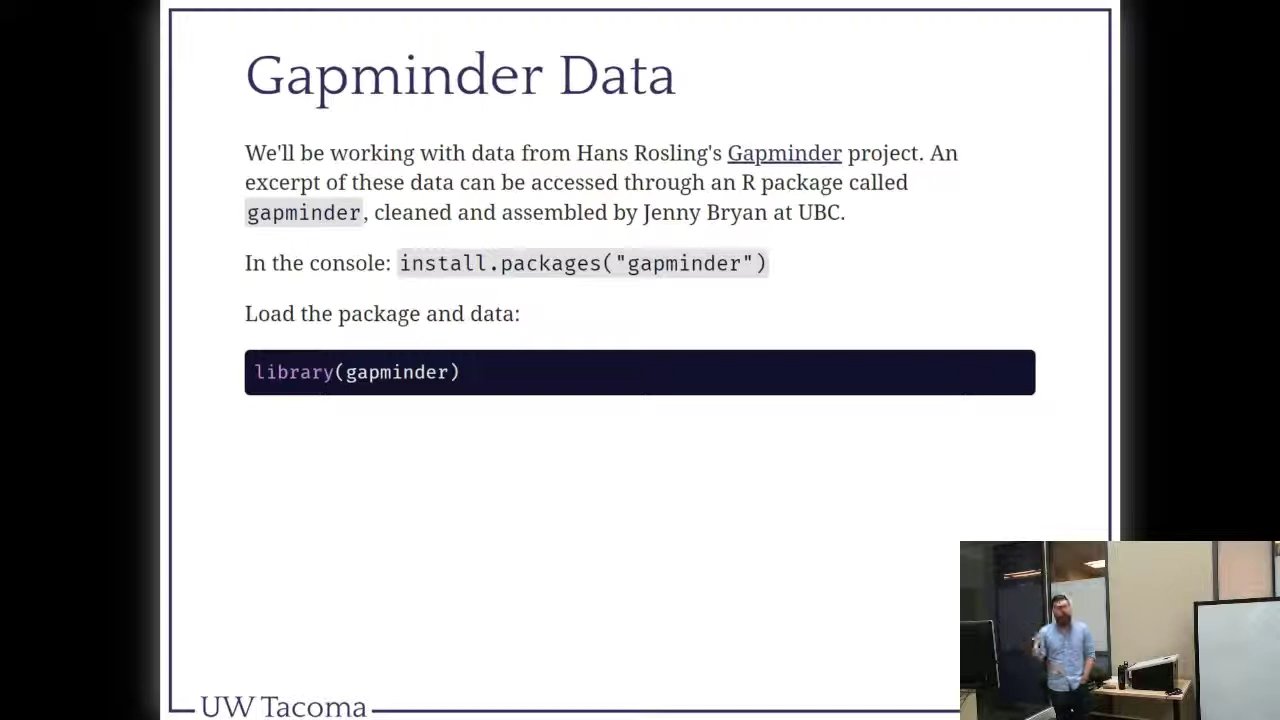 Gapminder Data
We'll be working with data from Hans Rosling's Gapminder project. An
excerpt of these data can be accessed through an R package called
gapminder, cleaned and assembled by Jenny Bryan at UBC.
In the console: install.packages("gapminder")
Load the package and data:
library(gapminder)
UW Tacoma